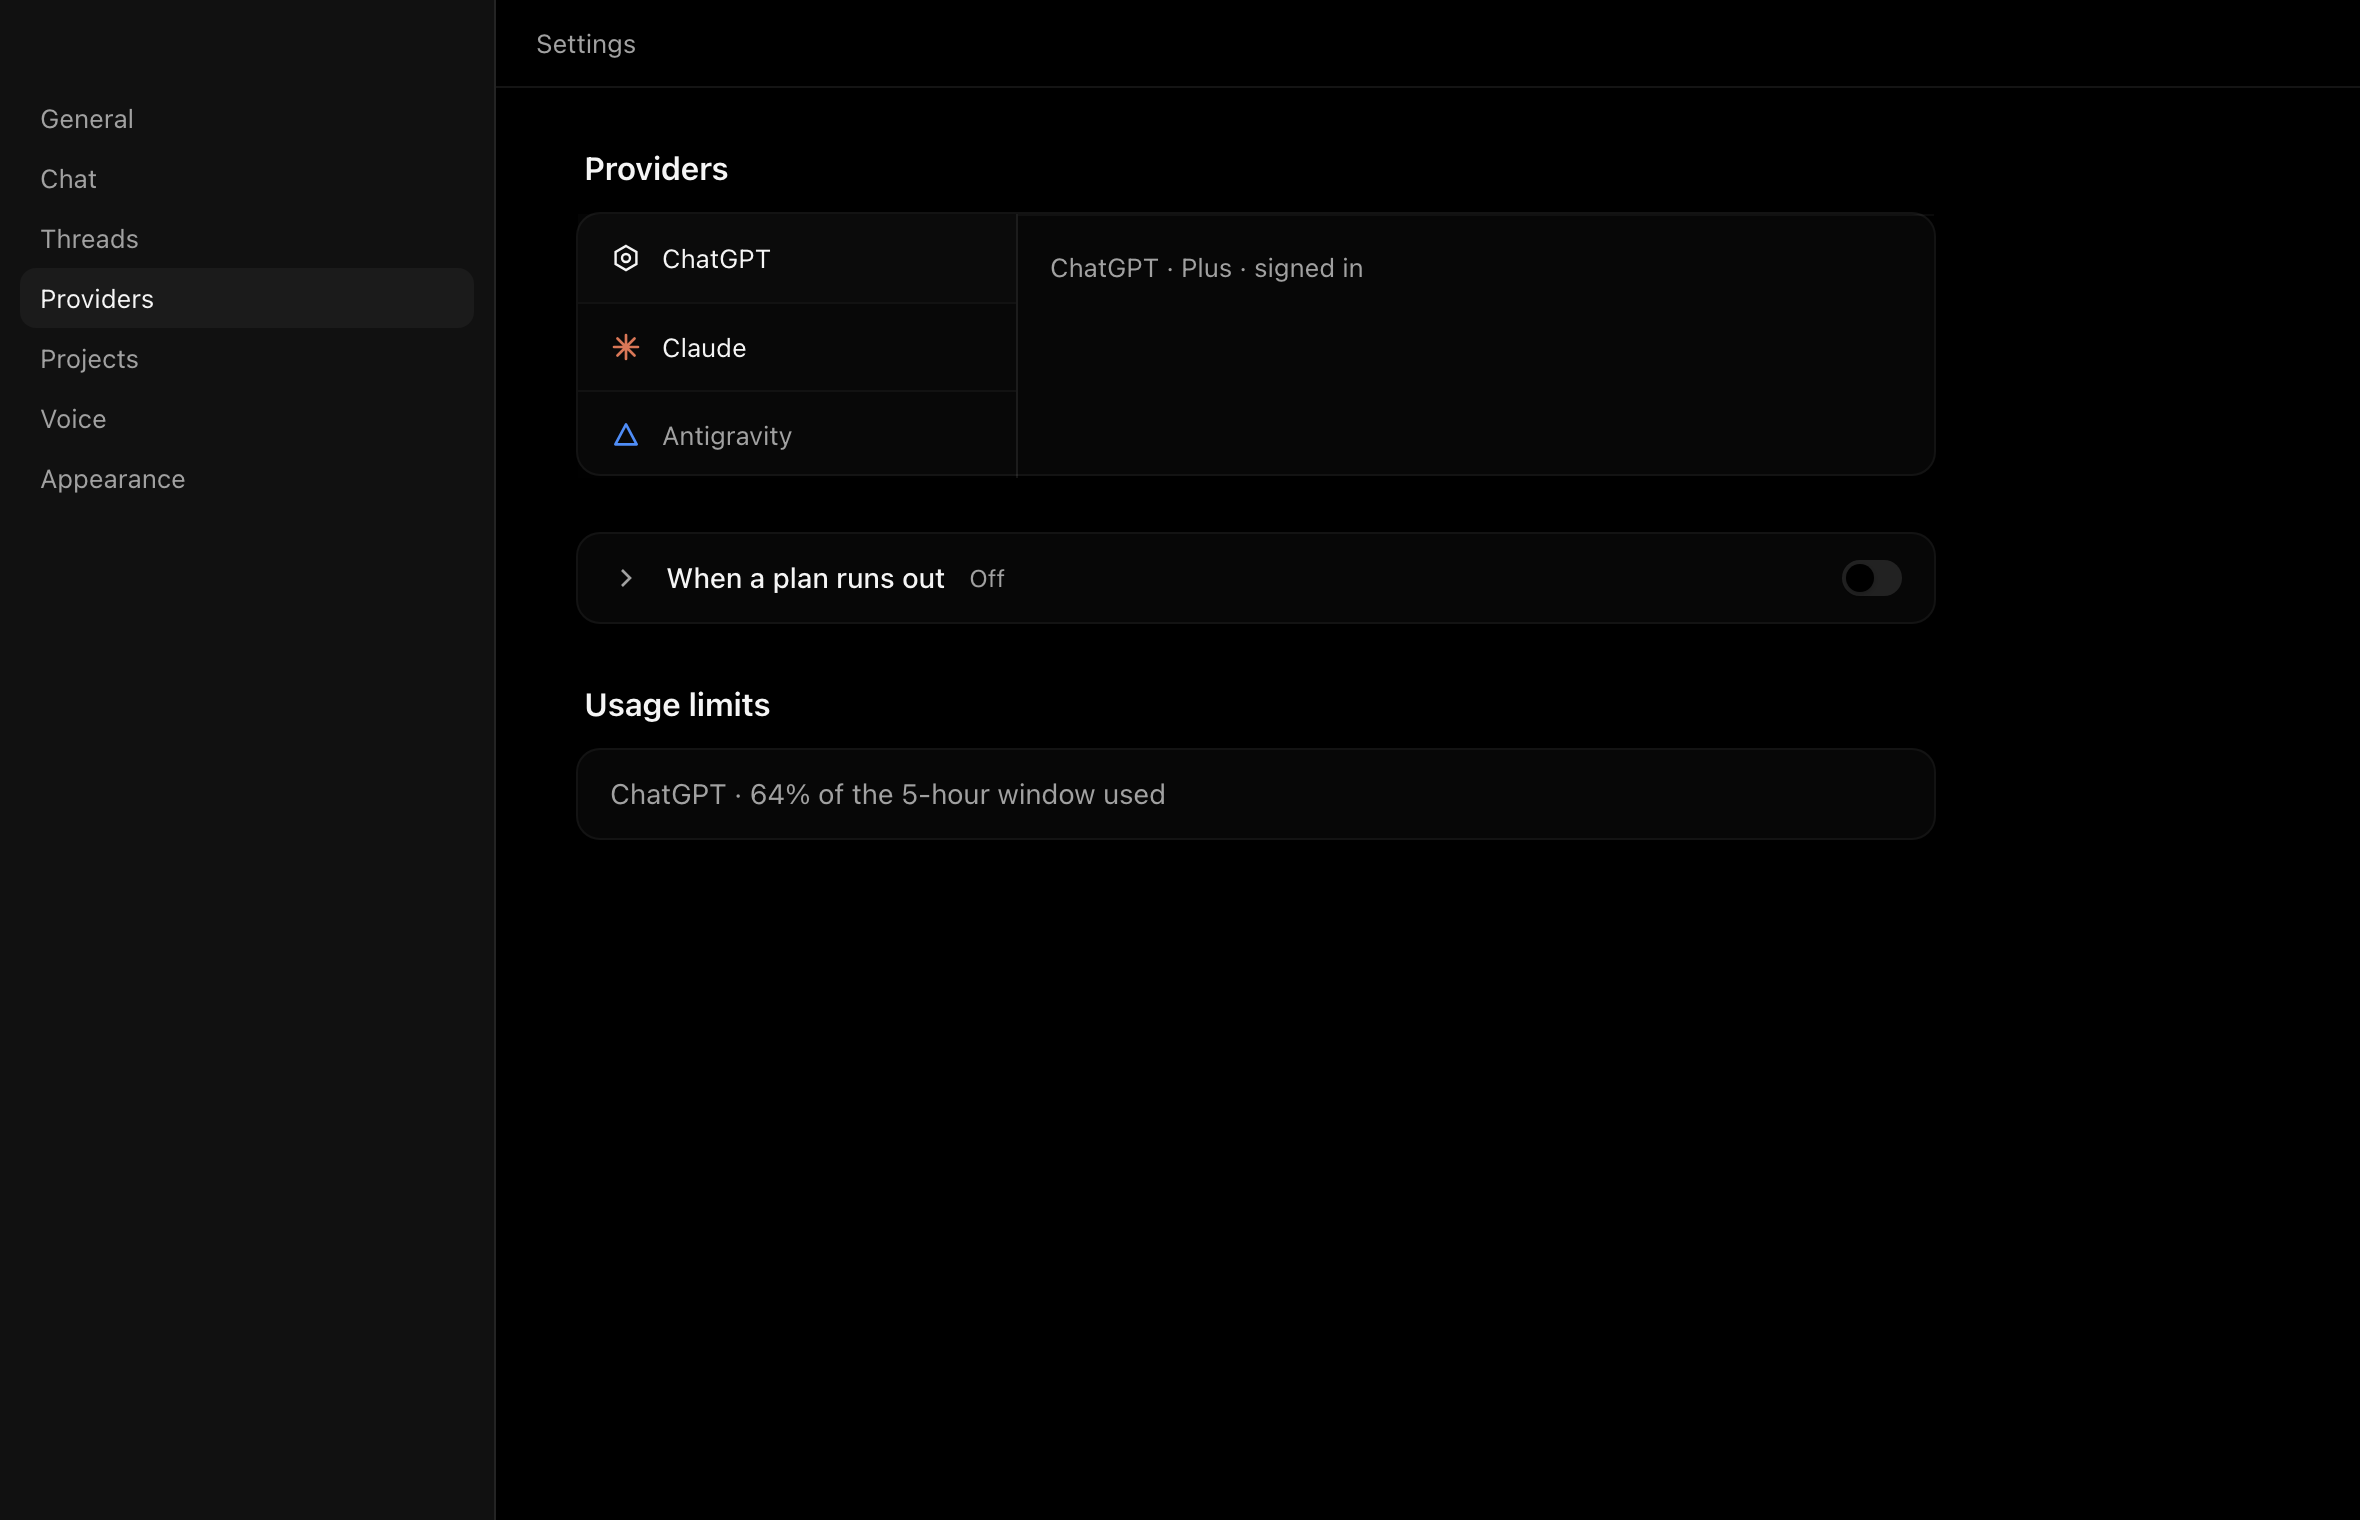 Settings
General
Chat
Threads
Providers
Projects
Voice
Appearance
Providers
ChatGPT
Claude
Antigravity
ChatGPT · Plus · signed in
When a plan runs out Off
Usage limits
ChatGPT · 64% of the 5-hour window used